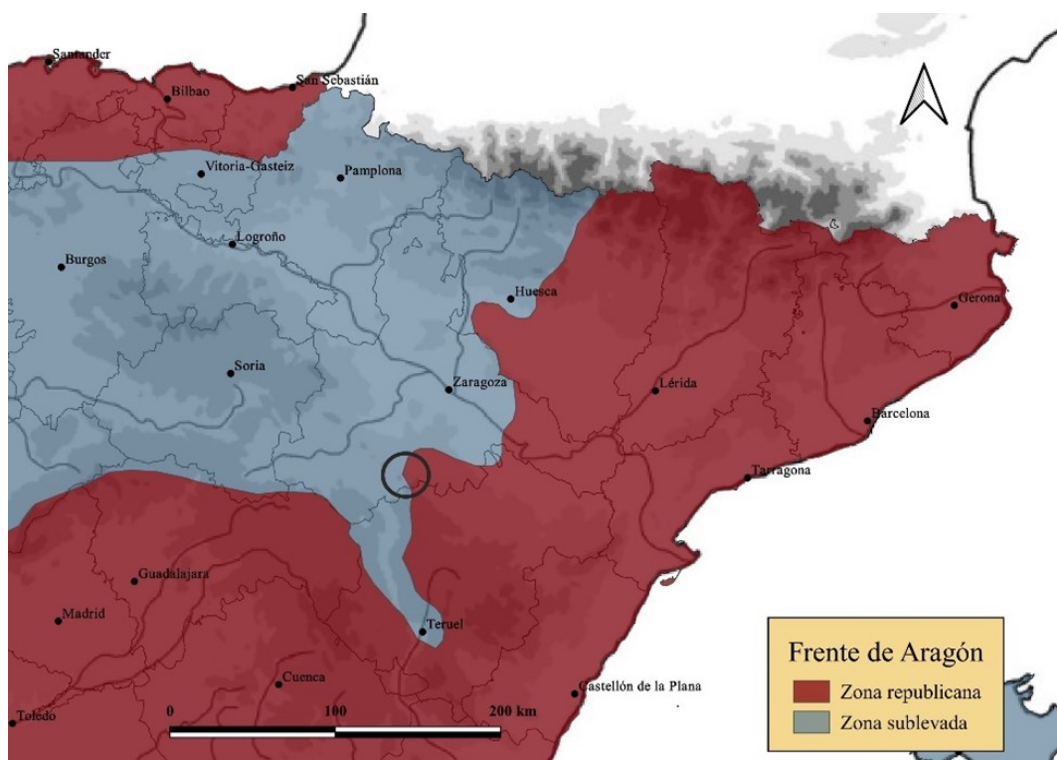 Santander
Bilbao
San Sebastián
Vitoria-Gasteiz
Pamplona
Logroño
Burgos
Huesca
Gerona
Soria
Zaragoza
Lérida
Barcelona
Tarragona
Guadalajara
Madrid
Teruel
Cuenca
Castellón de la Plana
Toledo
0 100 200 km
Frente de Aragón
Zona republicana
Zona sublevada